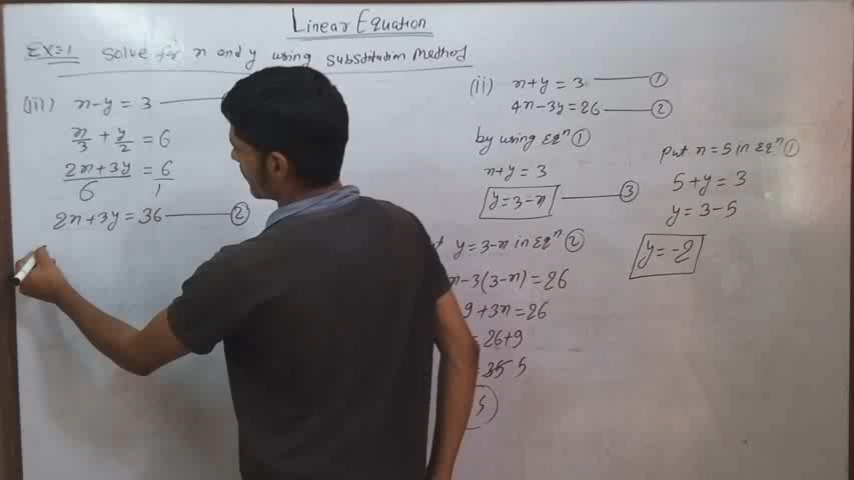 Linear Equation
Ex:1 Solve for x and y using substitution Method
(iii) x-y = 3
x/3 + y/2 = 6
(2x+3y)/6 = 6/1
2x+3y = 36 ②
(ii) x+y = 3 ①
4x-3y = 26 ②
by using Eqⁿ ①
x+y = 3
y = 3-x ③
y = 3-x in Eqⁿ ②
-3(3-x) = 26
9 + 3x = 26
= 26+9
5
Put x = 5 in Eqⁿ ①
5+y = 3
y = 3-5
y = -2